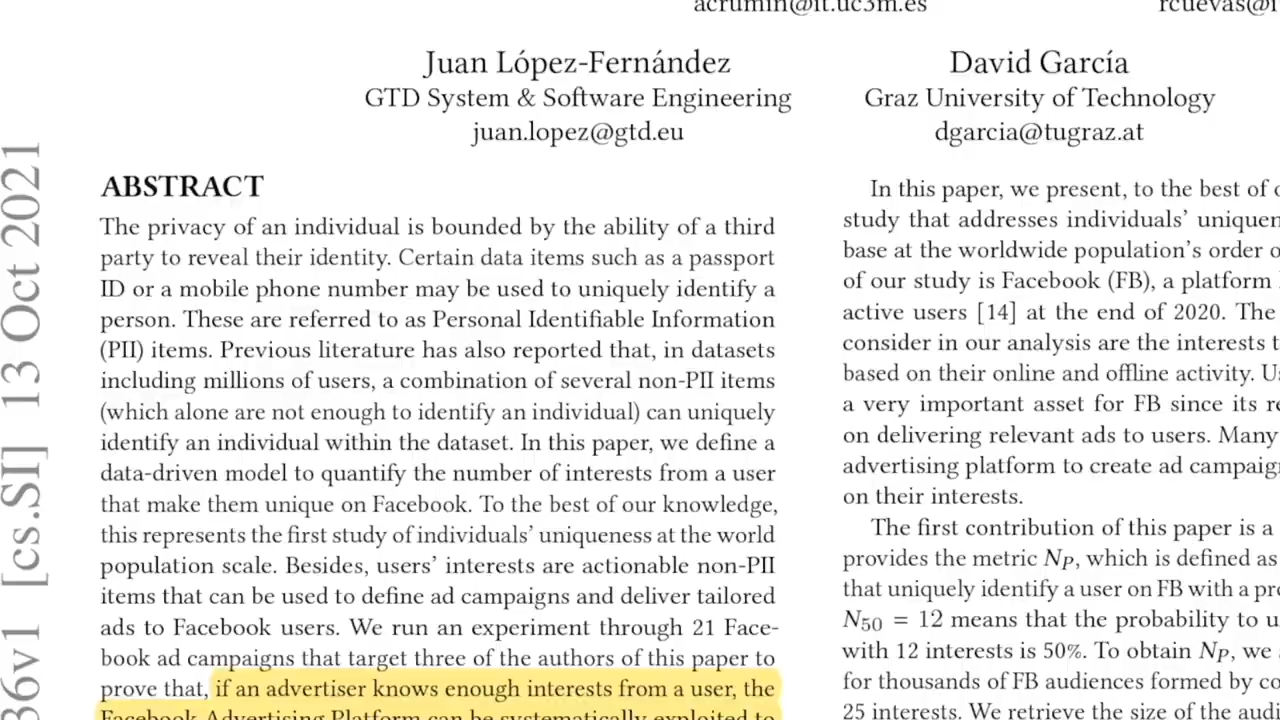 acrumin@it.uc3m.es
Juan López-Fernández
GTD System & Software Engineering
juan.lopez@gtd.eu
David García
Graz University of Technology
dgarcia@tugraz.at
[cs.SI] 13 Oct 2021
ABSTRACT
The privacy of an individual is bounded by the ability of a third
party to reveal their identity. Certain data items such as a passport
ID or a mobile phone number may be used to uniquely identify a
person. These are referred to as Personal Identifiable Information
(PII) items. Previous literature has also reported that, in datasets
including millions of users, a combination of several non-PII items
(which alone are not enough to identify an individual) can uniquely
identify an individual within the dataset. In this paper, we define a
data-driven model to quantify the number of interests from a user
that make them unique on Facebook. To the best of our knowledge,
this represents the first study of individuals' uniqueness at the world
population scale. Besides, users' interests are actionable non-PII
items that can be used to define ad campaigns and deliver tailored
ads to Facebook users. We run an experiment through 21 Face-
book ad campaigns that target three of the authors of this paper to
prove that, if an advertiser knows enough interests from a user, the
Facebook Advertising Platform can be systematically exploited to
In this paper, we present, to the best of
study that addresses individuals'
base at the worldwide population's order
of our study is Facebook (FB), a platform
active users [14] at the end of 2020. The
consider in our analysis are the interests
based on their online and offline activity.
a very important asset for FB since its
on delivering relevant ads to users. Many
advertising platform to create ad
on their interests.
The first contribution of this paper is a
provides the metric N_P, which is defined as
that uniquely identify a user on FB with a
N₅₀ = 12 means that the probability to
with 12 interests is 50%. To obtain N_P, we
for thousands of FB audiences formed by
25 interests. We retrieve the size of the